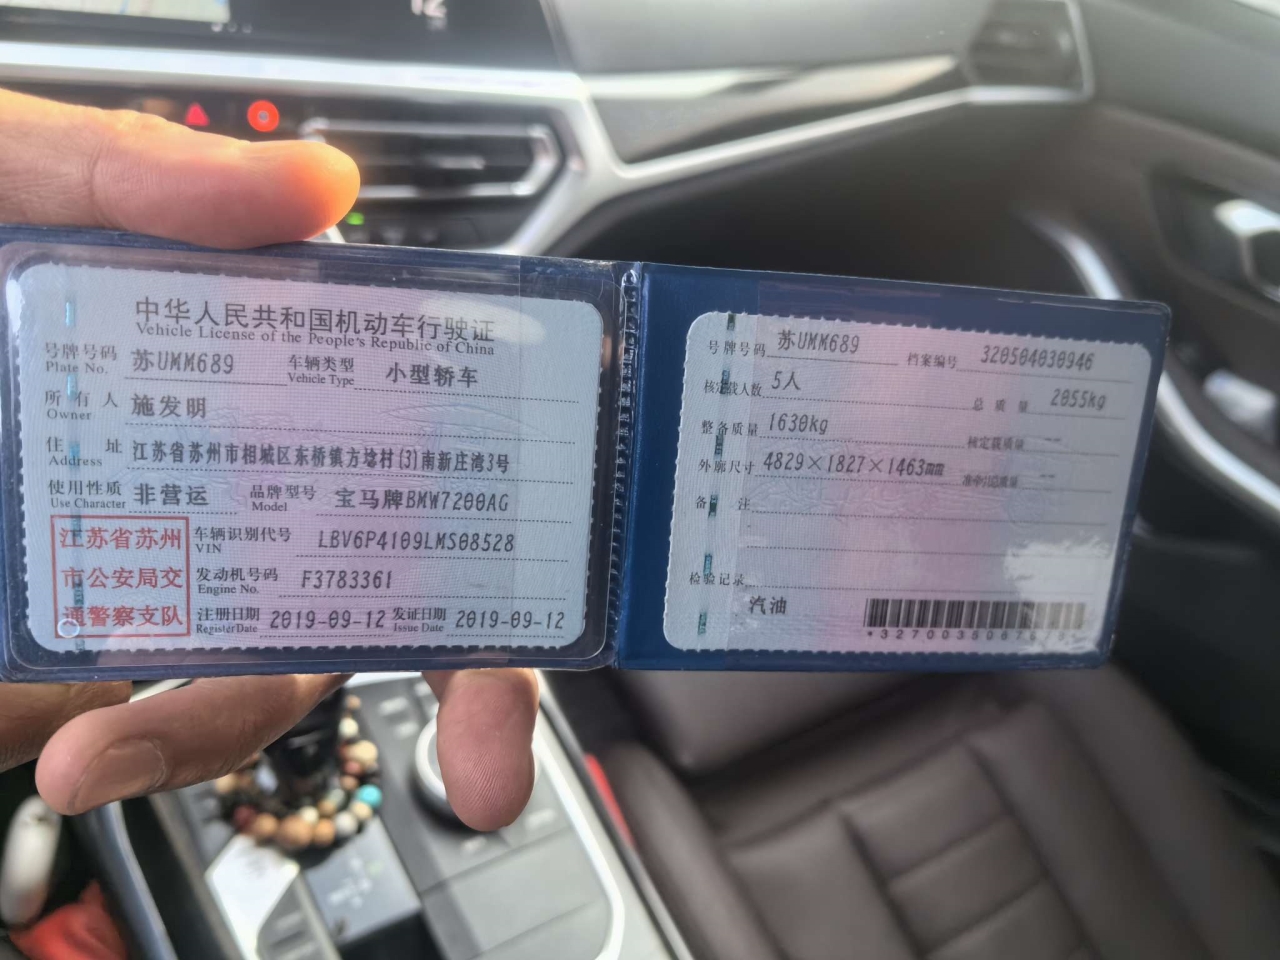 中华人民共和国机动车行驶证
Vehicle License of the People's Republic of China
号牌号码 苏UMM689 车辆类型 小型轿车
Plate No. Vehicle Type
所有人 施发明
Owner
住址 江苏省苏州市相城区东桥镇方埝村(3)南新庄湾3号
Address
使用性质 非营运 品牌型号 宝马牌BMW7200AG
Use Character Model
江苏省苏州
市公安局交
通警察支队
车辆识别代号 LBV6P4109LMS08528
VIN
发动机号码 F3783361
Engine No.
注册日期 2019-09-12 发证日期 2019-09-12
Register Date Issue Date
号牌号码 苏UMM689 档案编号 320504030946
核定载人数 5人 总质量 2055kg
整备质量 1630kg 核定载质量 --
外廓尺寸 4829×1827×1463mm 准牵引总质量 --
备注
检验记录
汽油